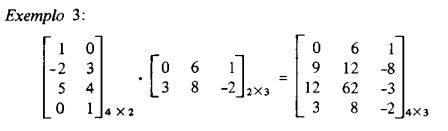 Exemplo 3:
1 0 0 6 1
-2 3 · 0 6 1 = 9 12 -8
5 4 3 8 -2 2×3 12 62 -3
0 1 4 × 2 3 8 -2 4×3